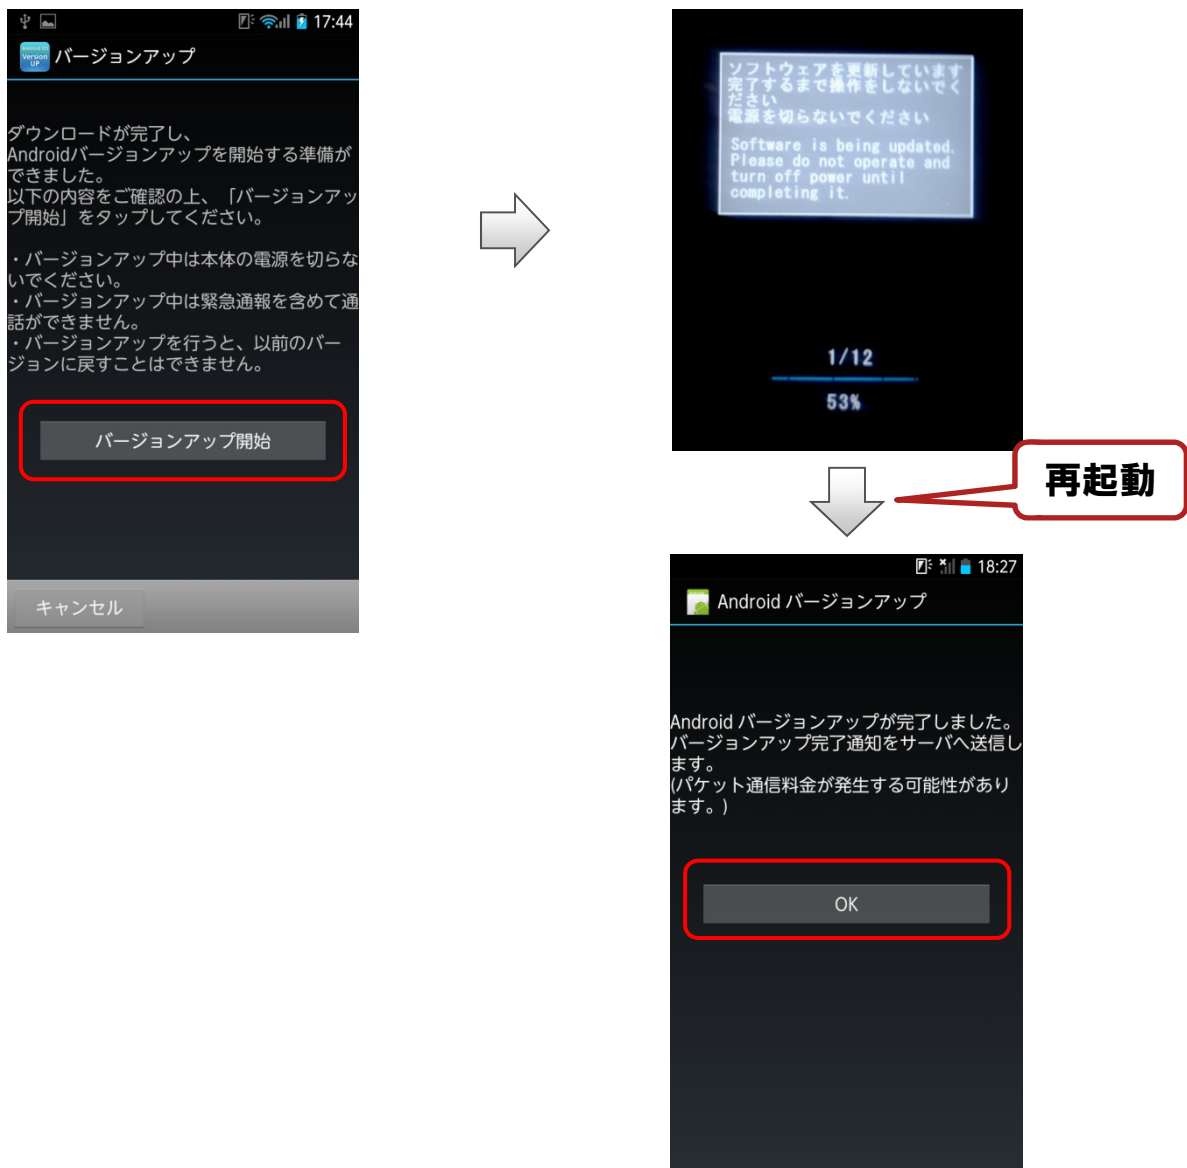 17:44
Version
UP
バージョンアップ
ダウンロードが完了し、
Androidバージョンアップを開始する準備が
できました。
以下の内容をご確認の上、「バージョンアッ
プ開始」をタップしてください。
・バージョンアップ中は本体の電源を切らな
いでください。
・バージョンアップ中は緊急通報を含めて通
話ができません。
・バージョンアップを行うと、以前のバー
ジョンに戻すことはできません。
バージョンアップ開始
キャンセル
ソフトウェアを更新しています
完了するまで操作をしないでく
ださい
電源を切らないでください
Software is being updated.
Please do not operate and
turn off power until
completing it.
1/12
53%
再起動
18:27
Android バージョンアップ
Android バージョンアップが完了しました。
バージョンアップ完了通知をサーバへ送信し
ます。
(パケット通信料金が発生する可能性があり
ます。)
OK